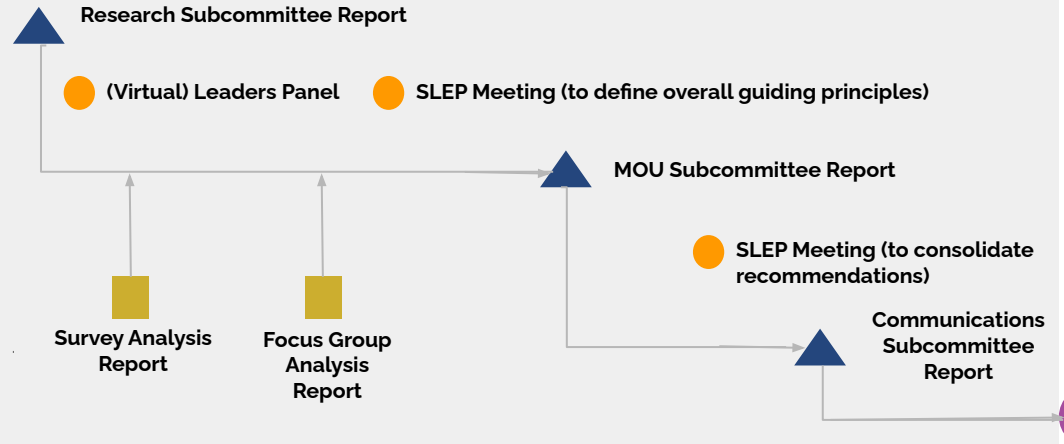 Research Subcommittee Report
(Virtual) Leaders Panel
SLEP Meeting (to define overall guiding principles)
MOU Subcommittee Report
SLEP Meeting (to consolidate
recommendations)
Survey Analysis
Report
Focus Group
Analysis
Report
Communications
Subcommittee
Report